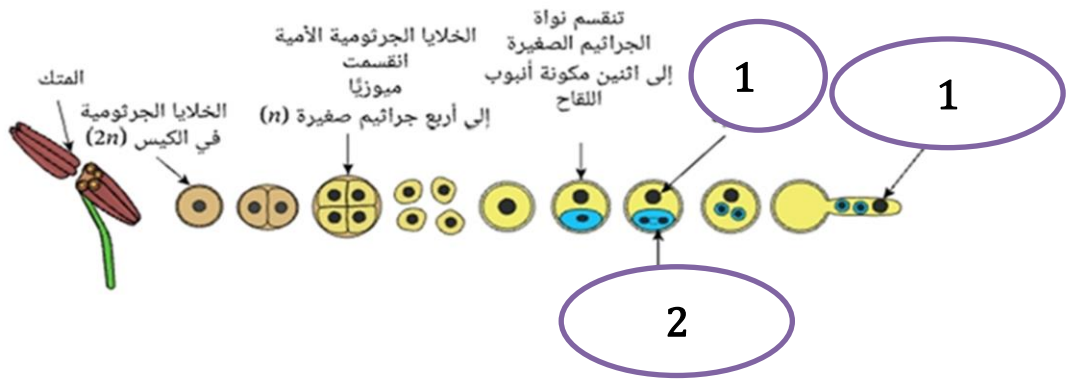 المتك
الخلايا الجرثومية
في الكيس (2n)
الخلايا الجرثومية الأمية
انقسمت
ميوزيًا
إلى أربع جراثيم صغيرة (n)
تنقسم نواة
الجراثيم الصغيرة
إلى اثنين مكونة أنبوب
اللقاح
1
1
2